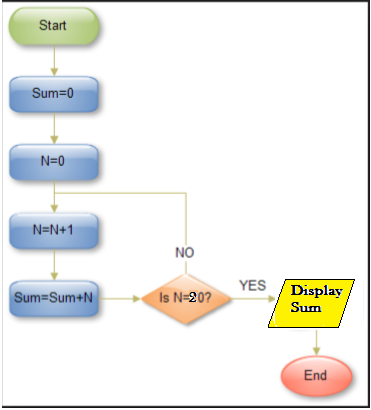 Start
Sum=0
N=0
N=N+1
NO
Sum=Sum+N
Is N=20?
YES
Display
Sum
End